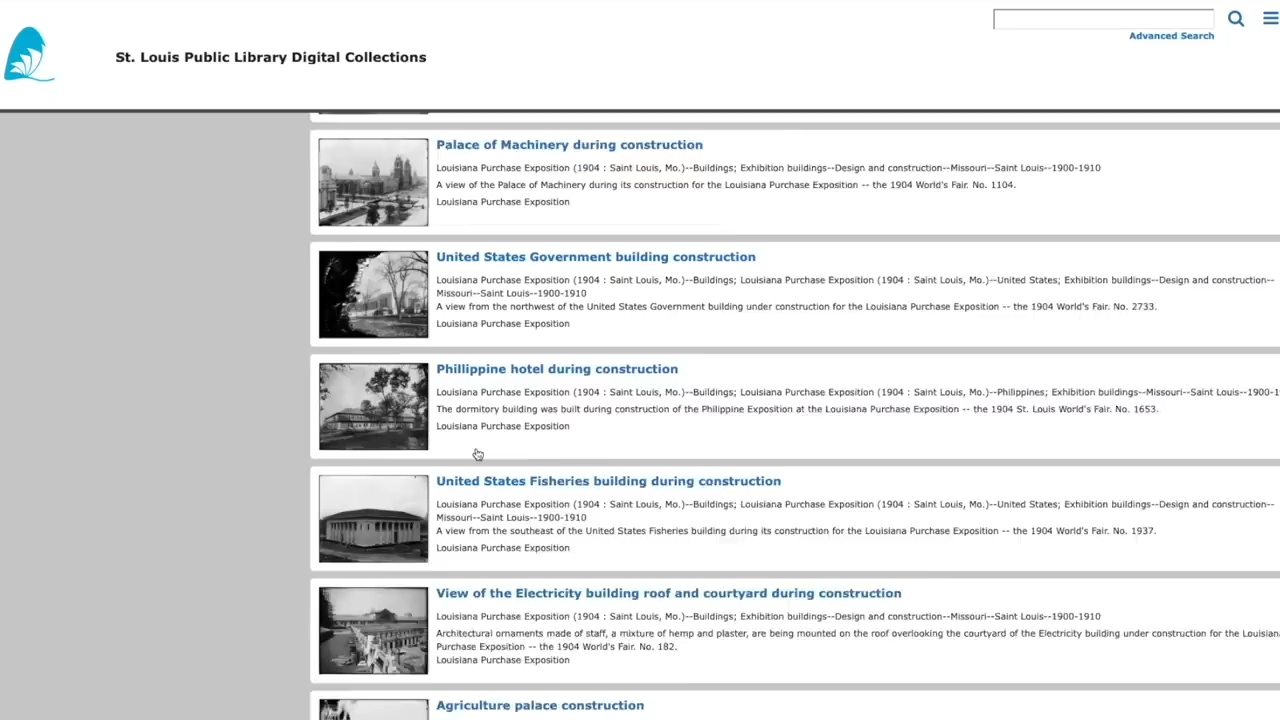 Advanced Search
St. Louis Public Library Digital Collections
Palace of Machinery during construction
Louisiana Purchase Exposition (1904 : Saint Louis, Mo.)--Buildings; Exhibition buildings--Design and construction--Missouri--Saint Louis--1900-1910
A view of the Palace of Machinery during its construction for the Louisiana Purchase Exposition -- the 1904 World's Fair. No. 1104.
Louisiana Purchase Exposition
United States Government building construction
Louisiana Purchase Exposition (1904 : Saint Louis, Mo.)--Buildings; Louisiana Purchase Exposition (1904 : Saint Louis, Mo.)--United States; Exhibition buildings--Design and construction--
Missouri--Saint Louis--1900-1910
A view from the northwest of the United States Government building under construction for the Louisiana Purchase Exposition -- the 1904 World's Fair. No. 2733.
Louisiana Purchase Exposition
Phillippine hotel during construction
Louisiana Purchase Exposition (1904 : Saint Louis, Mo.)--Buildings; Louisiana Purchase Exposition (1904 : Saint Louis, Mo.)--Philippines; Exhibition buildings--Missouri--Saint Louis--1900-1
The dormitory building was built during construction of the Philippine Exposition at the Louisiana Purchase Exposition -- the 1904 St. Louis World's Fair. No. 1653.
Louisiana Purchase Exposition
United States Fisheries building during construction
Louisiana Purchase Exposition (1904 : Saint Louis, Mo.)--Buildings; Louisiana Purchase Exposition (1904 : Saint Louis, Mo.)--United States; Exhibition buildings--Design and construction--
Missouri--Saint Louis--1900-1910
A view from the southeast of the United States Fisheries building during its construction for the Louisiana Purchase Exposition -- the 1904 World's Fair. No. 1937.
Louisiana Purchase Exposition
View of the Electricity building roof and courtyard during construction
Louisiana Purchase Exposition (1904 : Saint Louis, Mo.)--Buildings; Exhibition buildings--Design and construction--Missouri--Saint Louis--1900-1910
Architectural ornaments made of staff, a mixture of hemp and plaster, are being mounted on the roof overlooking the courtyard of the Electricity building under construction for the Louisiana
Purchase Exposition -- the 1904 World's Fair. No. 182.
Louisiana Purchase Exposition
Agriculture palace construction